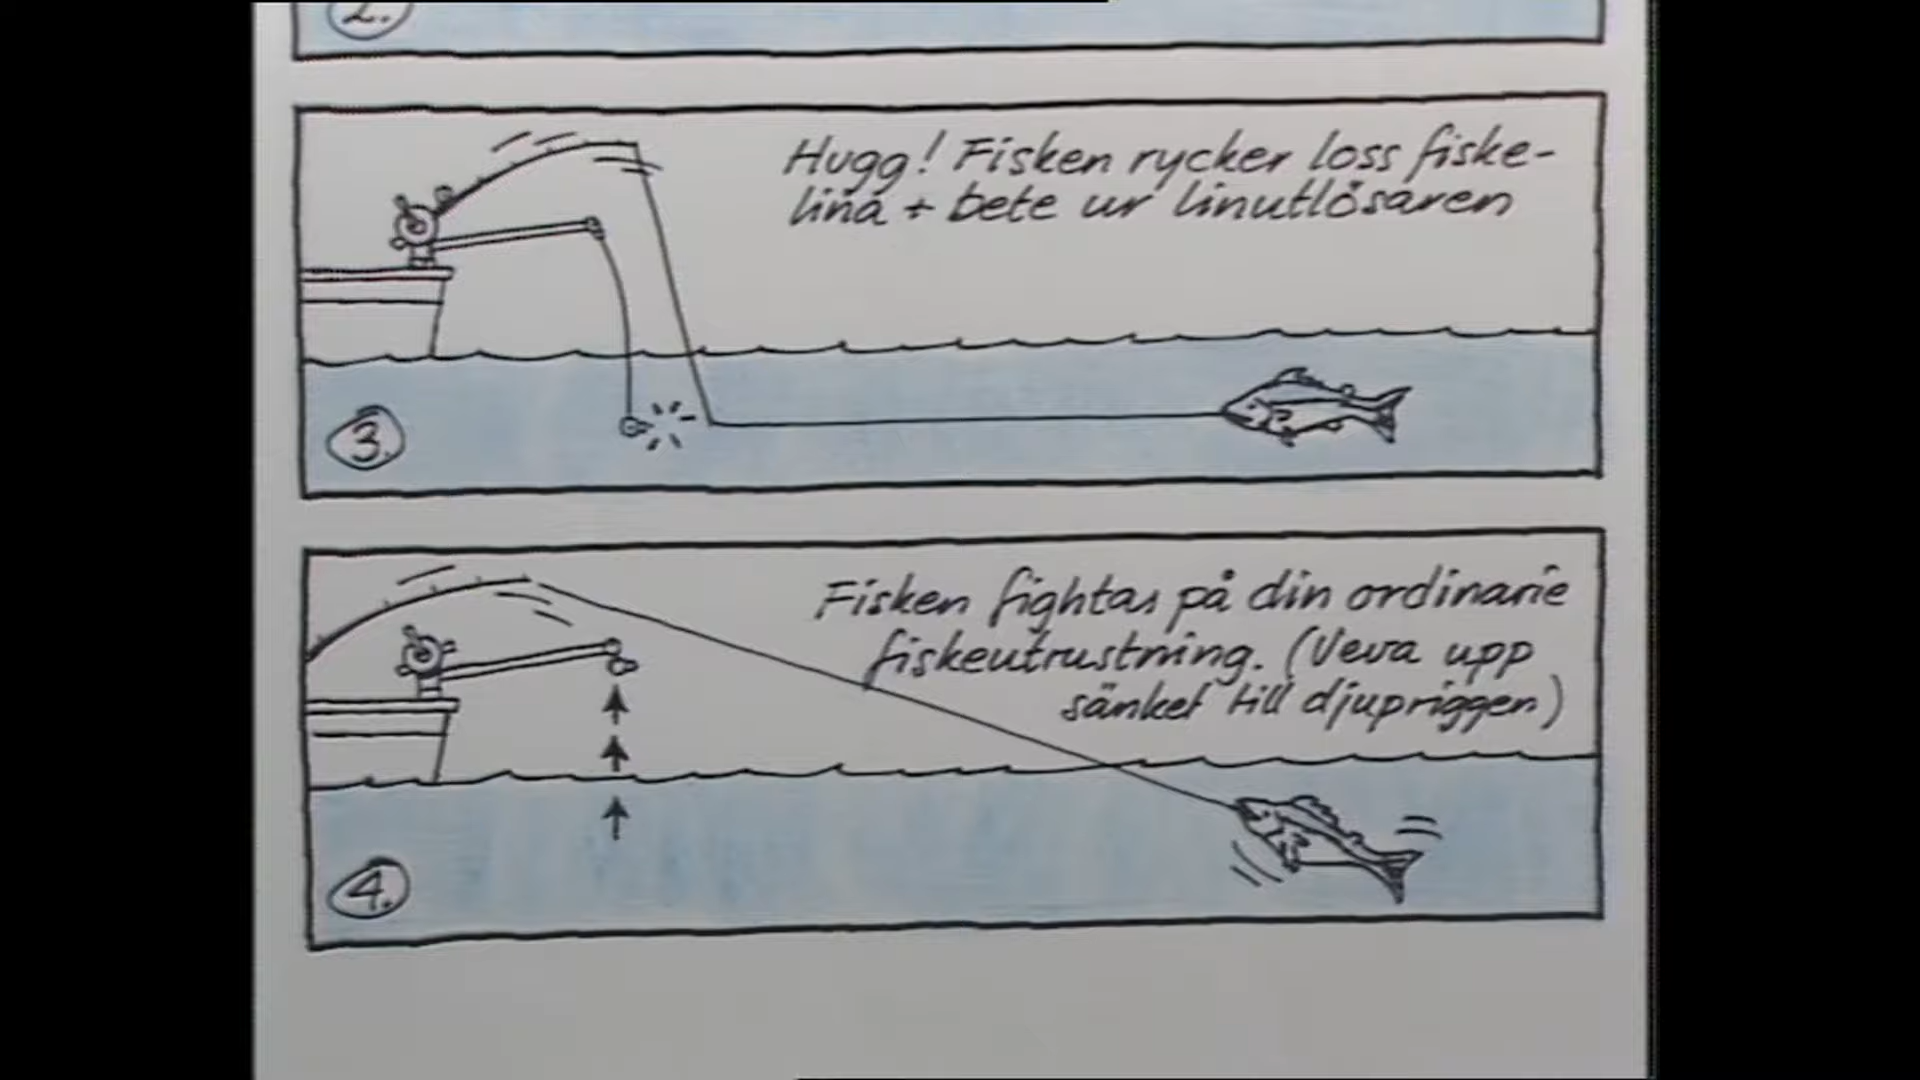 2.
Hugg! Fisken rycker loss fiske-
lina + bete ur linutlösaren
3.
Fisken fightas på din ordinarie
fiskeutrustning. (Veva upp
sänket till djupriggen)
4.